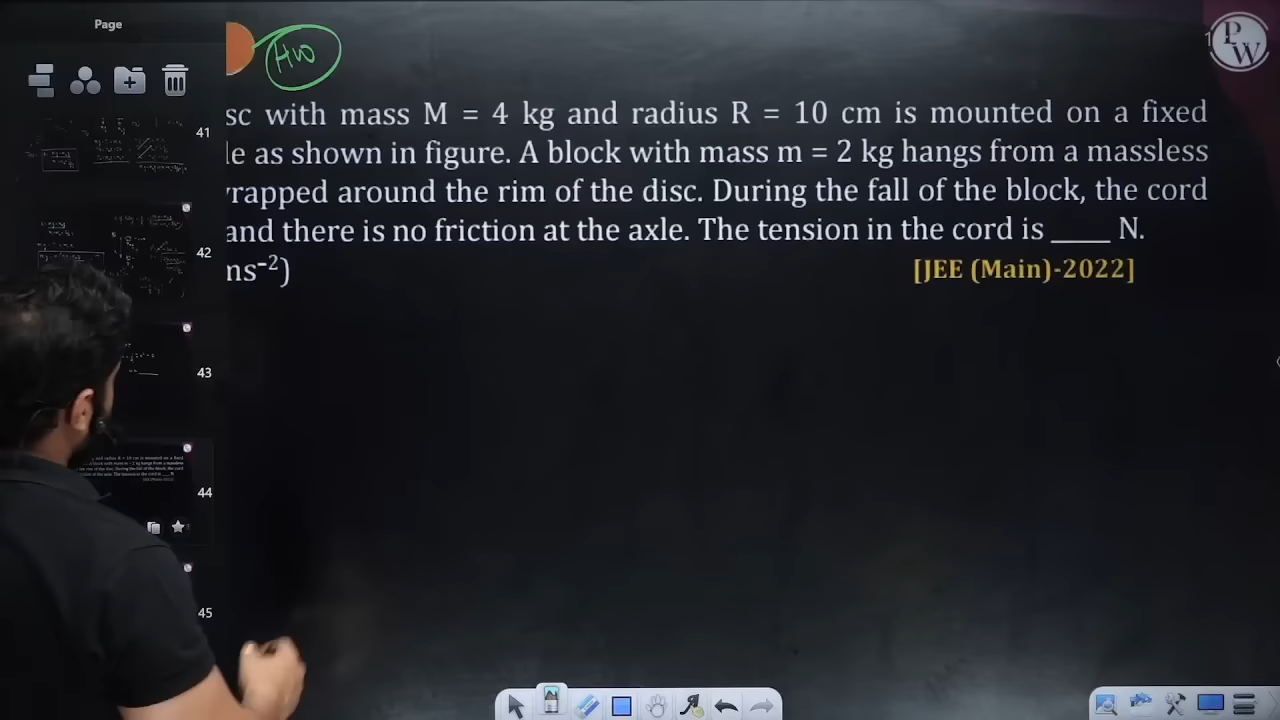 Page
HW
sc with mass M = 4 kg and radius R = 10 cm is mounted on a fixed
le as shown in figure. A block with mass m = 2 kg hangs from a massless
rapped around the rim of the disc. During the fall of the block, the cord
and there is no friction at the axle. The tension in the cord is _____ N.
ms⁻²)
[JEE (Main)-2022]
41
42
43
44
45
PW